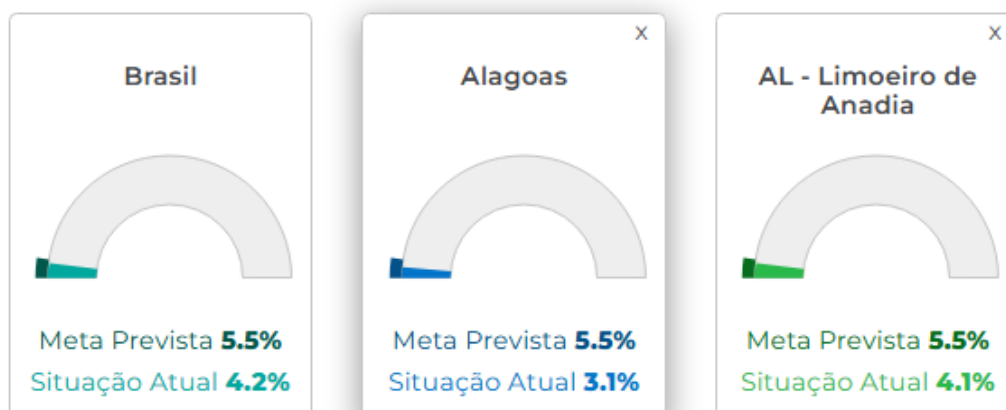 Brasil
Meta Prevista 5.5%
Situação Atual 4.2%
X
Alagoas
Meta Prevista 5.5%
Situação Atual 3.1%
X
AL - Limoeiro de
Anadia
Meta Prevista 5.5%
Situação Atual 4.1%